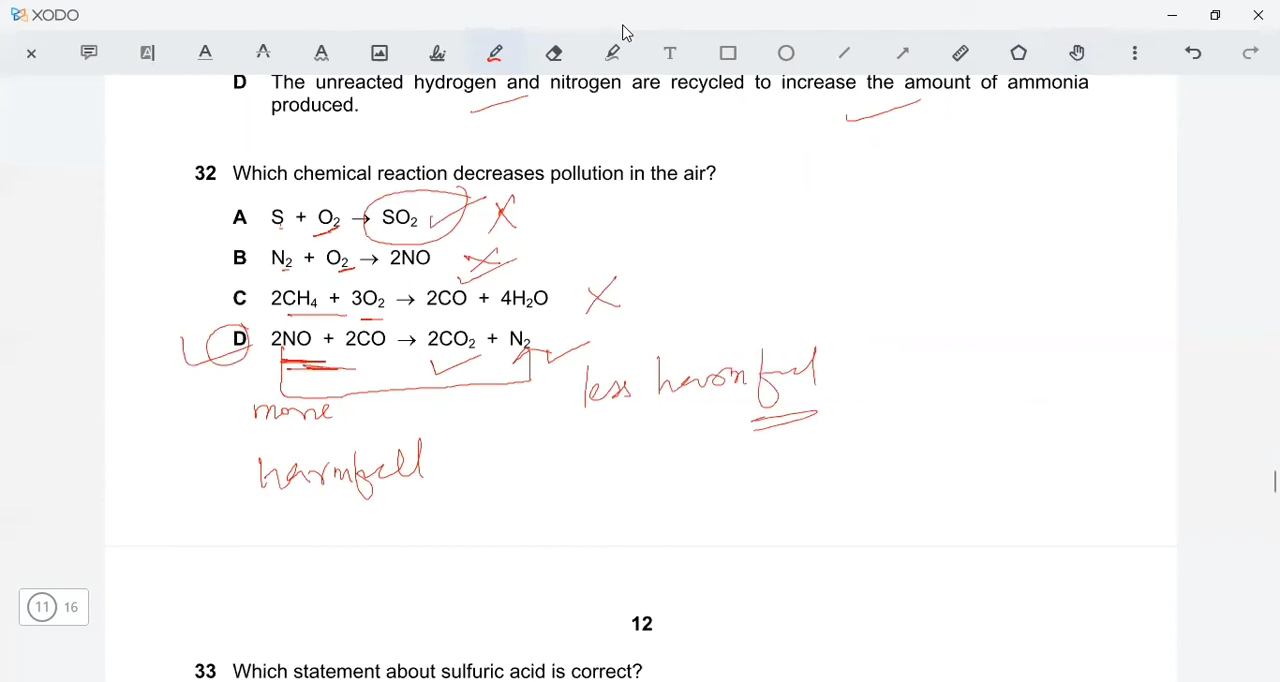 XODO
D The unreacted hydrogen and nitrogen are recycled to increase the amount of ammonia
produced.
32 Which chemical reaction decreases pollution in the air?
A S + O₂ → SO₂
B N₂ + O₂ → 2NO
C 2CH₄ + 3O₂ → 2CO + 4H₂O
D 2NO + 2CO → 2CO₂ + N₂
less harmful
more
harmfull
11 16
12
33 Which statement about sulfuric acid is correct?